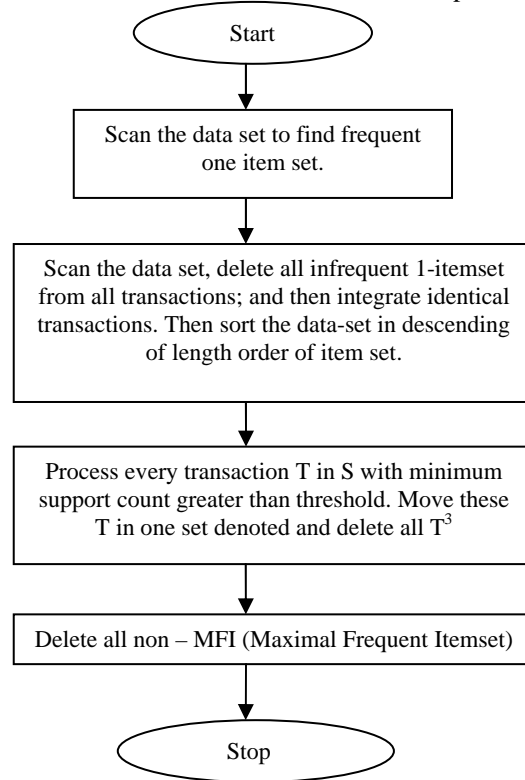 Start
Scan the data set to find frequent
one item set.
Scan the data set, delete all infrequent 1-itemset
from all transactions; and then integrate identical
transactions. Then sort the data-set in descending
of length order of item set.
Process every transaction T in S with minimum
support count greater than threshold. Move these
T in one set denoted and delete all T³
Delete all non – MFI (Maximal Frequent Itemset)
Stop